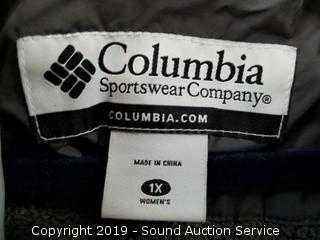 Columbia
Sportswear Company®
COLUMBIA.COM
MADE IN CHINA
1X
WOMEN'S
Copyright 2019 - Sound Auction Service